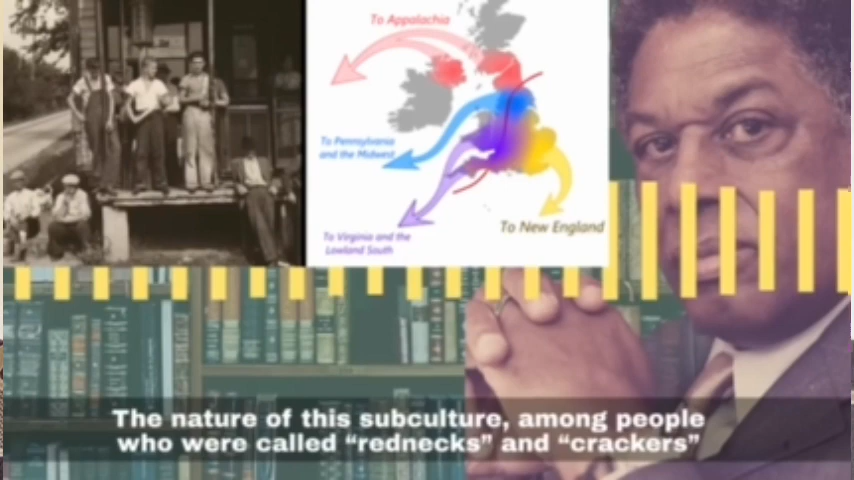 To Appalachia
To Pennsylvania
and the Midwest
To Virginia and the
Lowland South
To New England
The nature of this subculture, among people
who were called “rednecks” and “crackers”